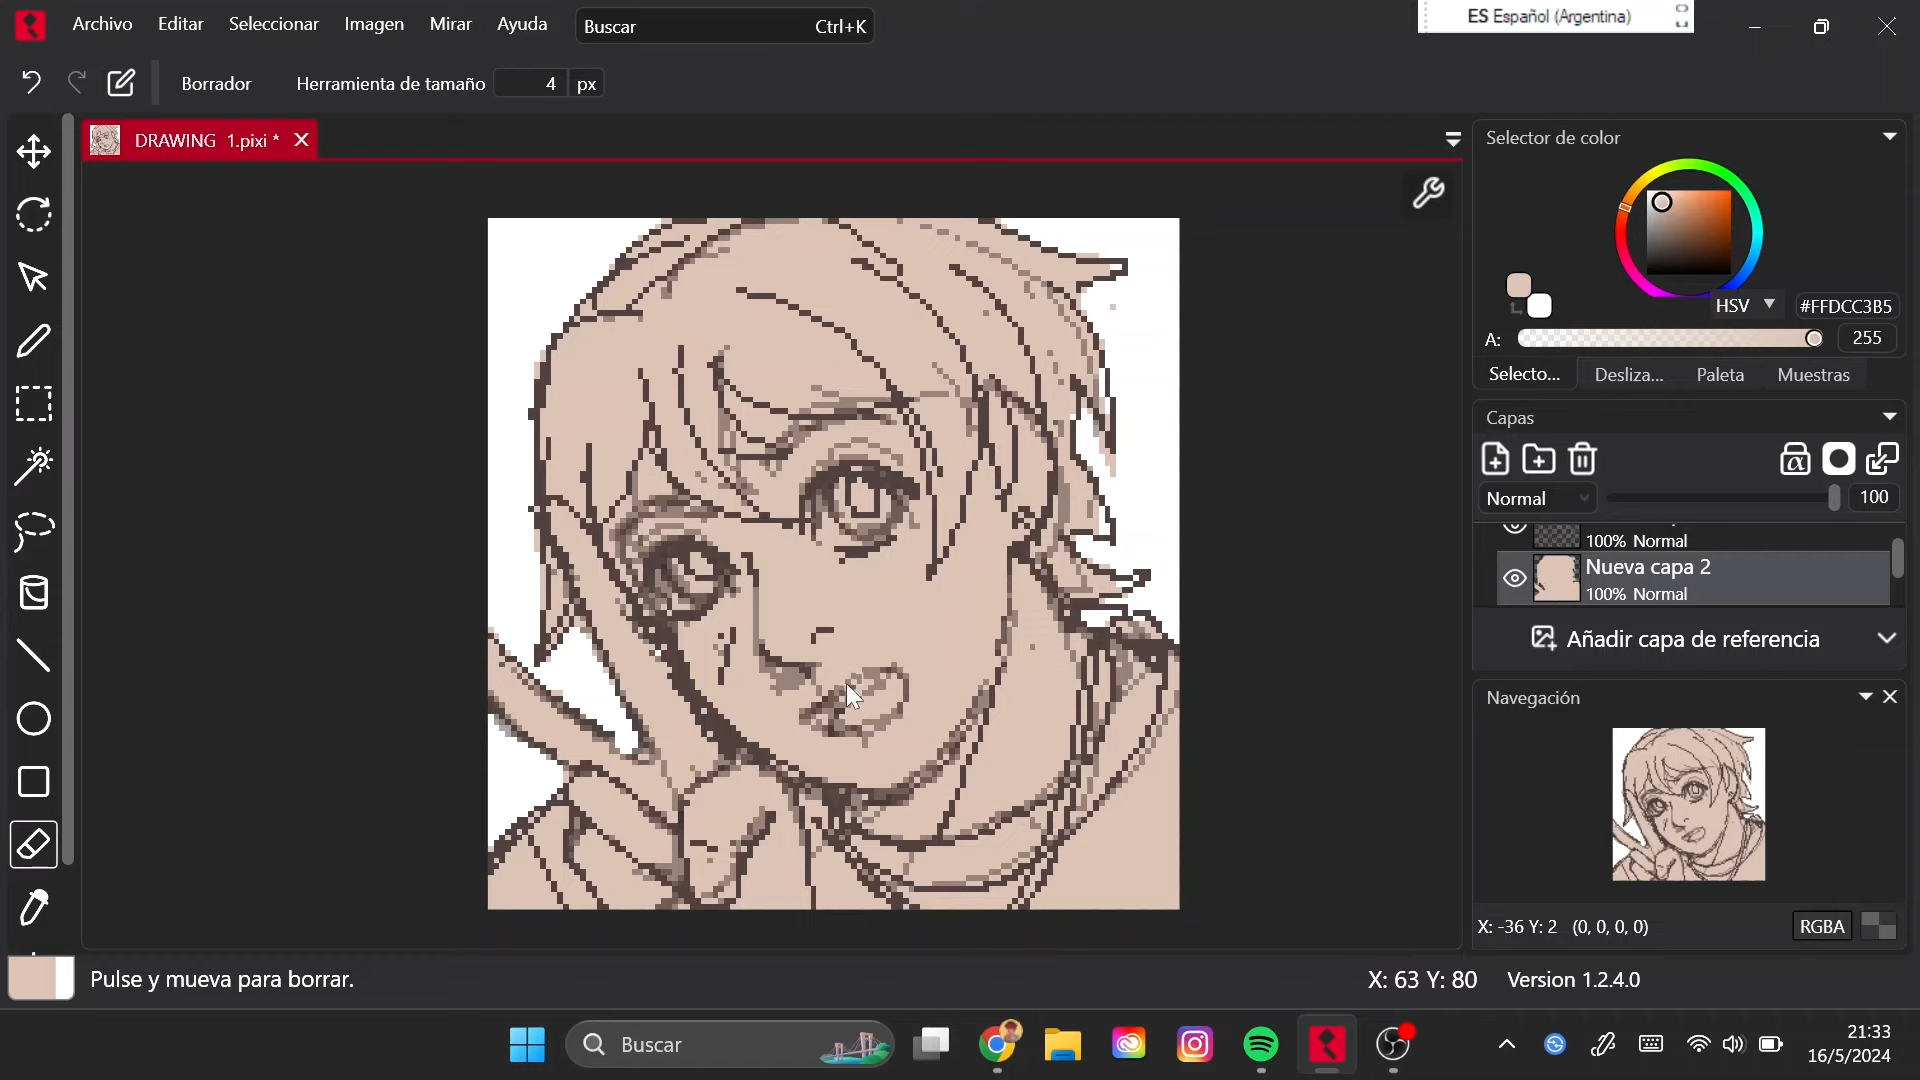 Archivo Editar Seleccionar Imagen Mirar Ayuda Buscar Ctrl+K ES Español (Argentina)
Borrador Herramienta de tamaño 4 px
DRAWING 1.pixi * Selector de color
HSV #FFDCC3B5
A: 255
Selecto... Desliza... Paleta Muestras
Capas
α
Normal 100
100% Normal
Nueva capa 2
100% Normal
Añadir capa de referencia
Navegación
X: -36 Y: 2 (0, 0, 0, 0) RGBA
Pulse y mueva para borrar. X: 63 Y: 80 Version 1.2.4.0
Buscar
21:33
16/5/2024